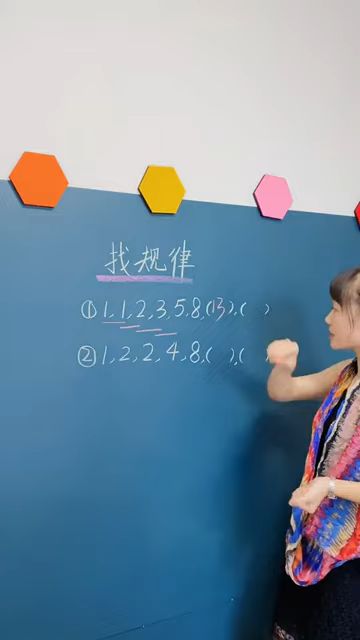 找规律
①1,1,2,3,5,8(13),( )
②1,2,2,4,8,( ),( )